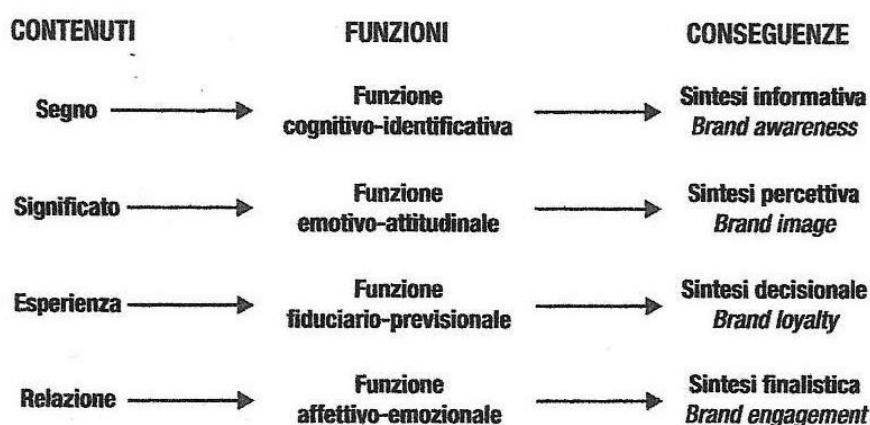 CONTENUTI FUNZIONI CONSEGUENZE
Segno Funzione cognitivo-identificativa Sintesi informativa
Brand awareness
Significato Funzione emotivo-attitudinale Sintesi percettiva
Brand image
Esperienza Funzione fiduciario-previsionale Sintesi decisionale
Brand loyalty
Relazione Funzione affettivo-emozionale Sintesi finalistica
Brand engagement